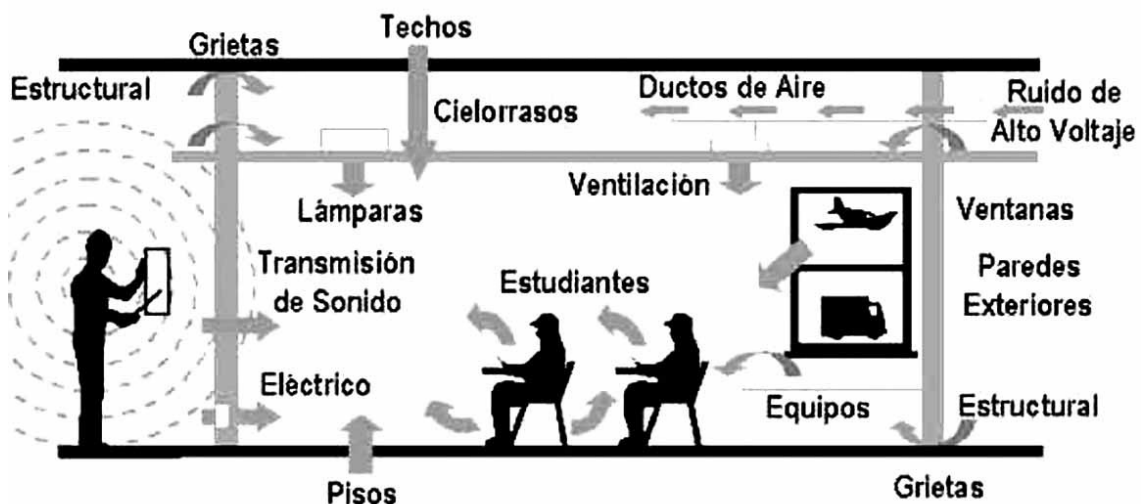 Techos
Grietas
Estructural
Ductos de Aire
Ruido de
Alto Voltaje
Cielorrasos
Lámparas
Ventilación
Ventanas
Transmisión
de Sonido
Estudiantes
Paredes
Exteriores
Elèctrico
Equipos
Estructural
Pisos
Grietas